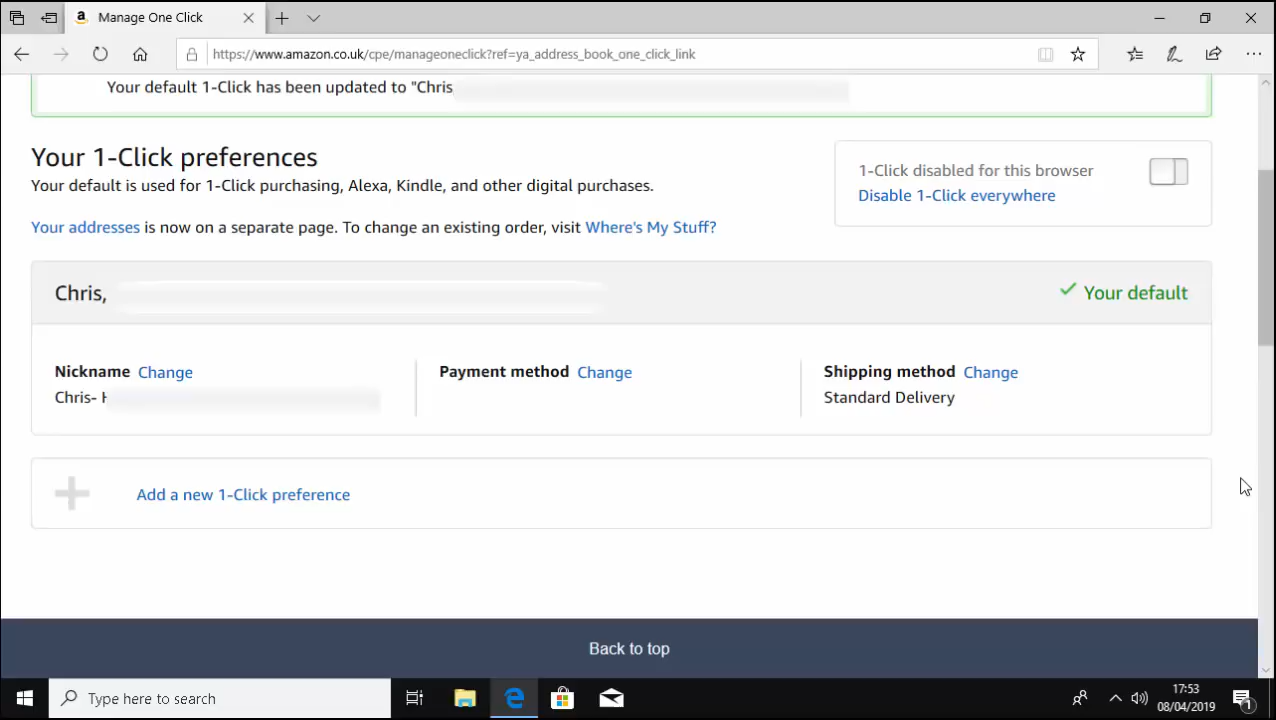 Manage One Click
https://www.amazon.co.uk/cpe/manageoneclick?ref=ya_address_book_one_click_link
Your default 1-Click has been updated to "Chris
Your 1-Click preferences
Your default is used for 1-Click purchasing, Alexa, Kindle, and other digital purchases.
1-Click disabled for this browser
Disable 1-Click everywhere
Your addresses is now on a separate page. To change an existing order, visit Where's My Stuff?
Chris,
Your default
Nickname Change
Chris-
Payment method Change
Shipping method Change
Standard Delivery
Add a new 1-Click preference
Back to top
Type here to search
17:53
08/04/2019
1